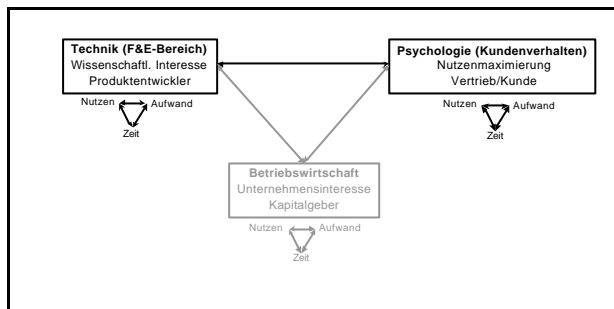 Technik (F&E-Bereich)
Wissenschaftl. Interesse
Produktentwickler
Nutzen Aufwand
Zeit
Psychologie (Kundenverhalten)
Nutzenmaximierung
Vertrieb/Kunde
Nutzen Aufwand
Zeit
Betriebswirtschaft
Unternehmensinteresse
Kapitalgeber
Nutzen Aufwand
Zeit